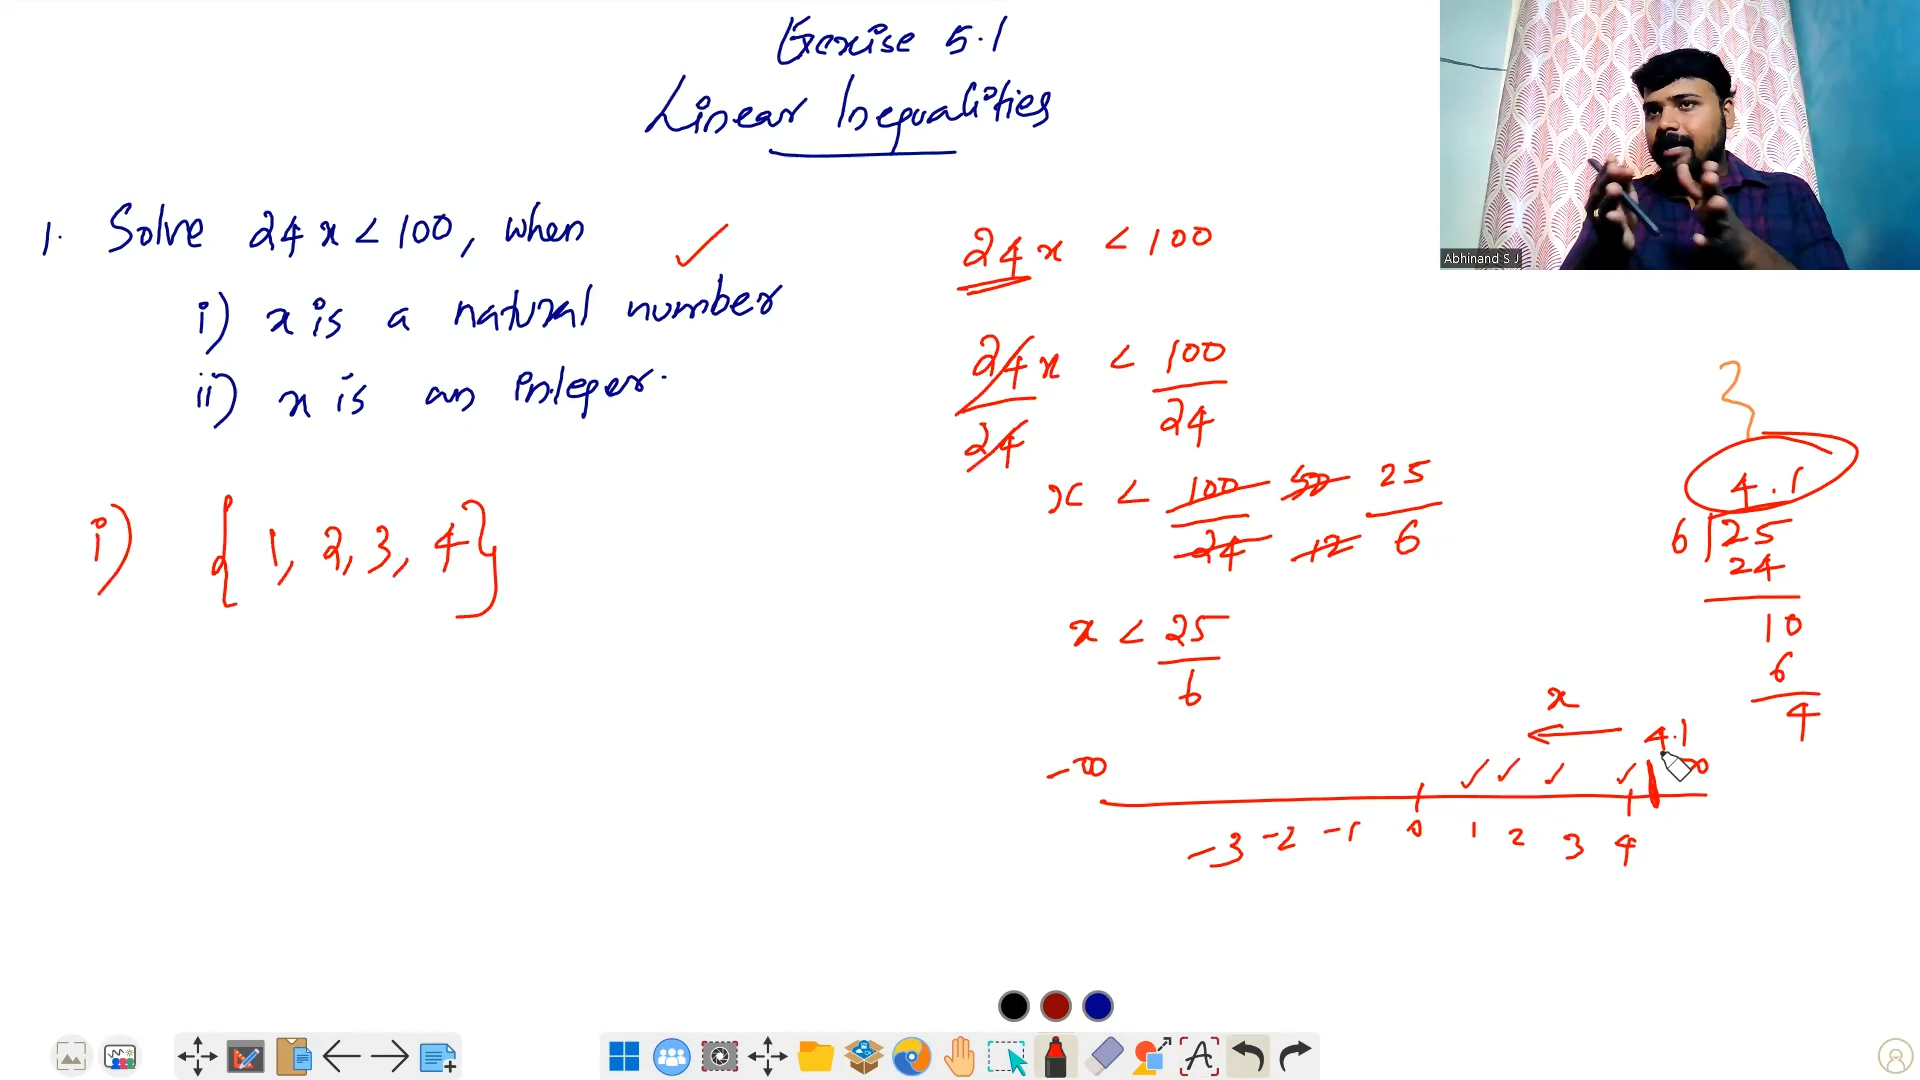 Exercise 5.1
Linear Inequalities
1. Solve 24x < 100, when
i) x is a natural number
ii) x is an integer.
i) { 1, 2, 3, 4 }
24x < 100
24x/24 < 100/24
x < 100/24 50/12 25/6
x < 25/6
4.1
6 25
24
10
6
4
x
4.1
-∞ ∞
-3 -2 -1 0 1 2 3 4
Abhinand S J